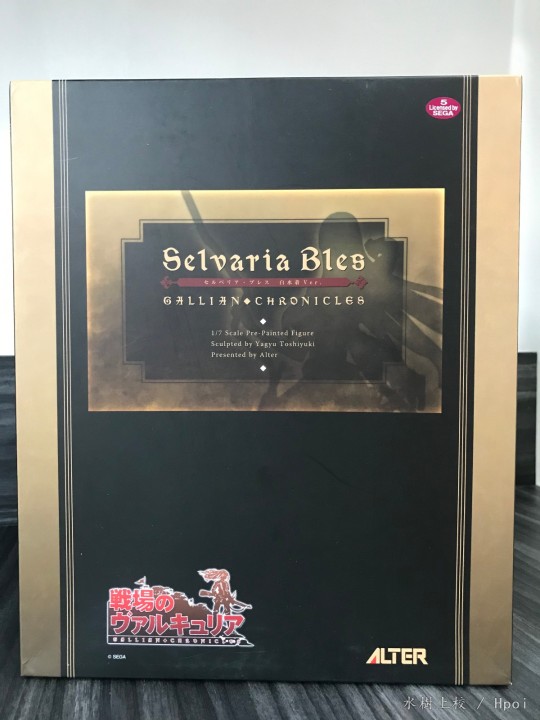 5
Licensed by
SEGA
Selvaria Bles
セルベリア・ブレス 白水着Ver.
GALLIAN◆CHRONICLES
1/7 Scale Pre-Painted Figure
Sculpted by Yagyu Toshiyuki
Presented by Alter
戦場の
ヴァルキュリア
GALLIAN◆CHRONICLES
© SEGA
ALTER
水樹上校 / Hpoi